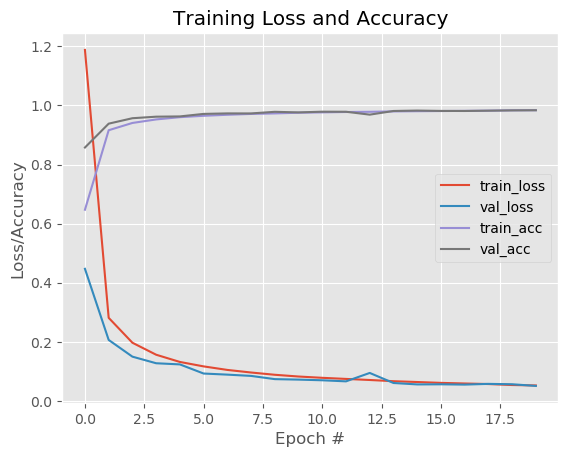 Training Loss and Accuracy
Loss/Accuracy
1.2
1.0
0.8
0.6
0.4
0.2
0.0
train_loss
val_loss
train_acc
val_acc
0.0 2.5 5.0 7.5 10.0 12.5 15.0 17.5
Epoch #